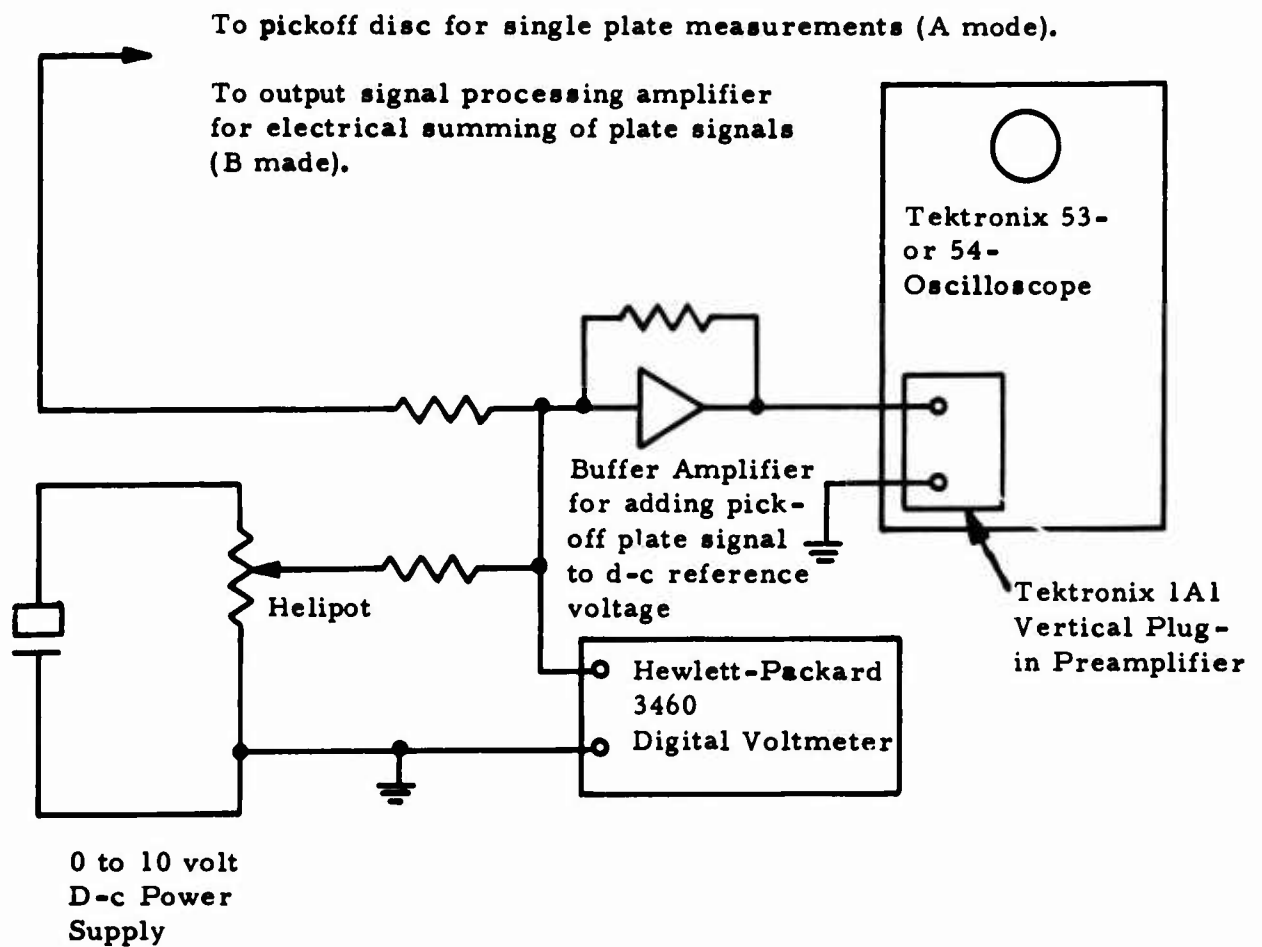 To pickoff disc for single plate measurements (A mode).
To output signal processing amplifier
for electrical summing of plate signals
(B made).
Tektronix 53-
or 54-
Oscilloscope
Buffer Amplifier
for adding pick-
off plate signal
to d-c reference
voltage
Helipot
Tektronix 1A1
Vertical Plug-
in Preamplifier
Hewlett-Packard
3460
Digital Voltmeter
0 to 10 volt
D-c Power
Supply